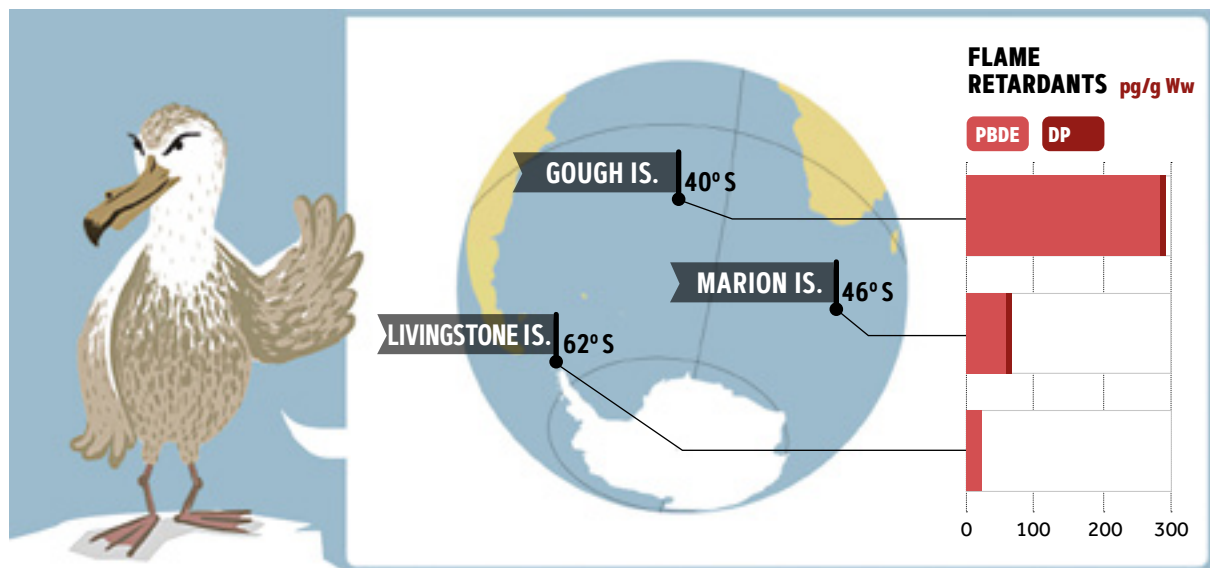 FLAME
RETARDANTS pg/g Ww
PBDE DP
GOUGH IS. 40º S
MARION IS. 46º S
LIVINGSTONE IS. 62º S
0 100 200 300